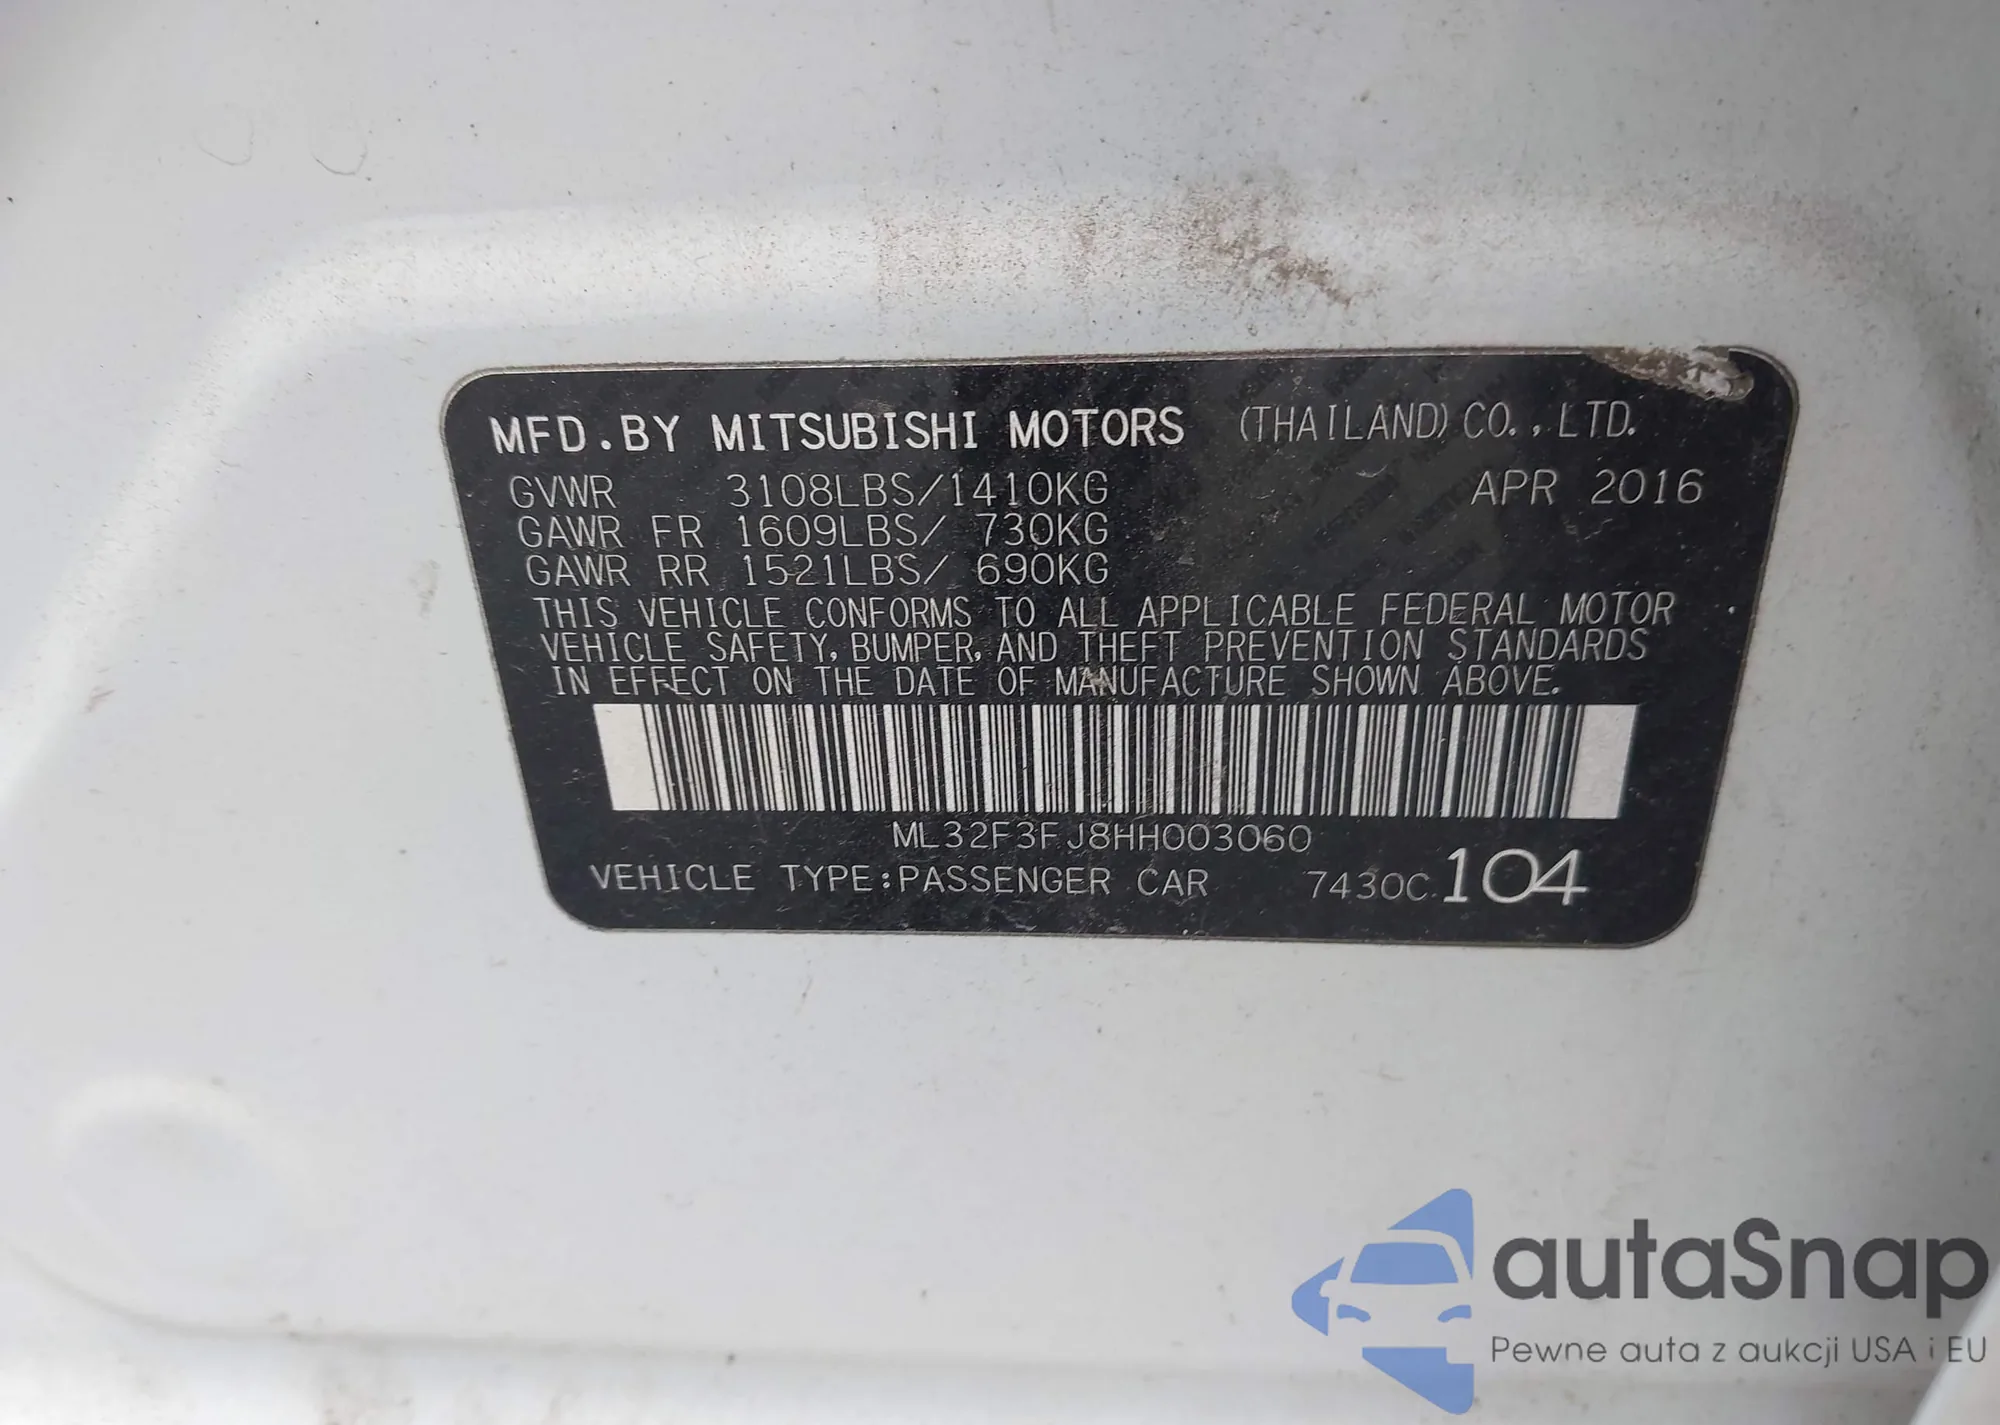 MFD.BY MITSUBISHI MOTORS (THAILAND) CO.,LTD.
GVWR 3108LBS/1410KG APR 2016
GAWR FR 1609LBS/ 730KG
GAWR RR 1521LBS/ 690KG
THIS VEHICLE CONFORMS TO ALL APPLICABLE FEDERAL MOTOR
VEHICLE SAFETY, BUMPER, AND THEFT PREVENTION STANDARDS
IN EFFECT ON THE DATE OF MANUFACTURE SHOWN ABOVE.
ML32F3FJ8HH003060
VEHICLE TYPE:PASSENGER CAR 7430C 104
autaSnap
Pewne auta z aukcji USA i EU